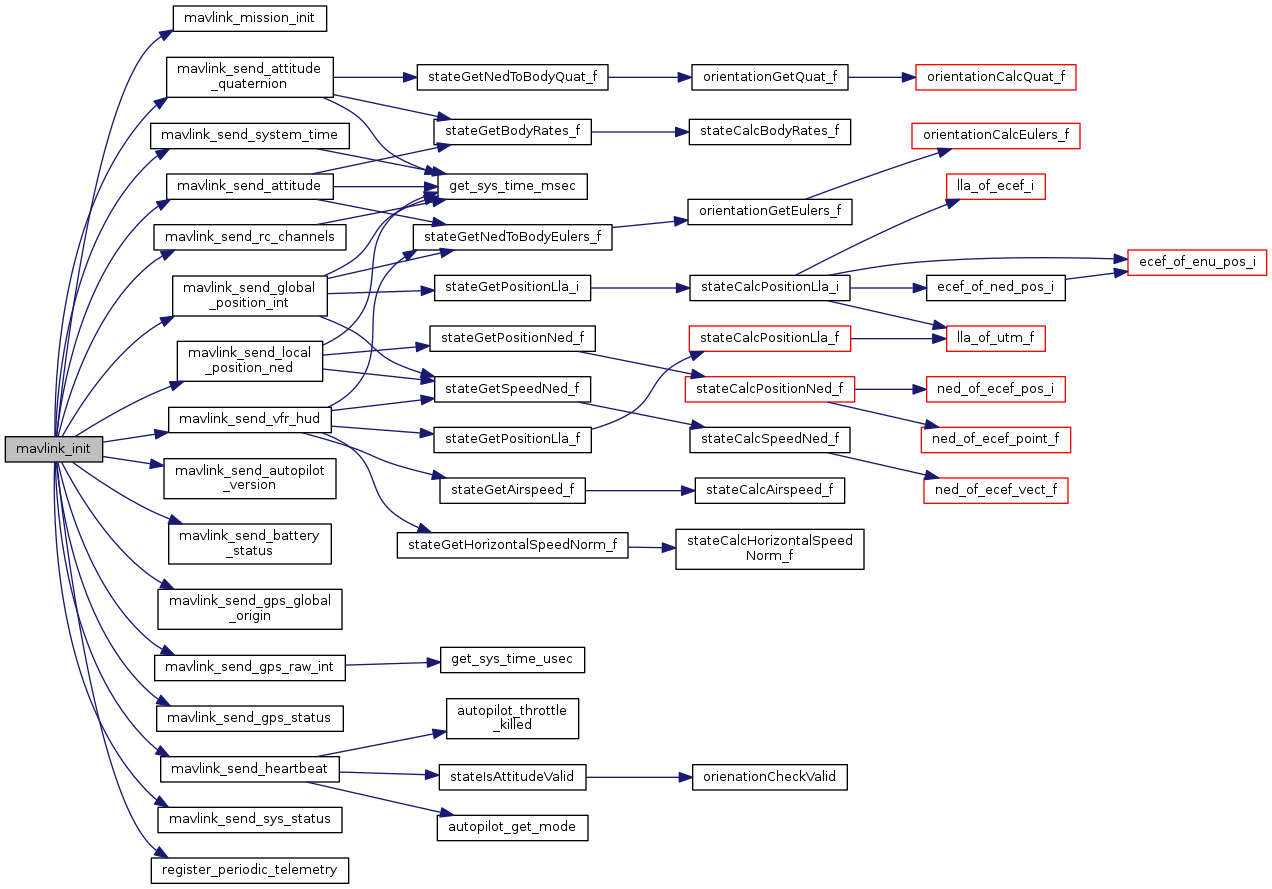 mavlink_init
mavlink_mission_init
mavlink_send_attitude
_quaternion
mavlink_send_system_time
mavlink_send_attitude
mavlink_send_rc_channels
mavlink_send_global
_position_int
mavlink_send_local
_position_ned
mavlink_send_vfr_hud
mavlink_send_autopilot
_version
mavlink_send_battery
_status
mavlink_send_gps_global
_origin
mavlink_send_gps_raw_int
mavlink_send_gps_status
mavlink_send_heartbeat
mavlink_send_sys_status
register_periodic_telemetry
stateGetNedToBodyQuat_f
stateGetBodyRates_f
get_sys_time_msec
stateGetNedToBodyEulers_f
stateGetPositionLla_i
stateGetPositionNed_f
stateGetSpeedNed_f
stateGetPositionLla_f
stateGetAirspeed_f
stateGetHorizontalSpeedNorm_f
get_sys_time_usec
autopilot_throttle
_killed
stateIsAttitudeValid
autopilot_get_mode
orientationGetQuat_f
stateCalcBodyRates_f
orientationGetEulers_f
stateCalcPositionLla_i
stateCalcPositionLla_f
stateCalcPositionNed_f
stateCalcSpeedNed_f
stateCalcAirspeed_f
stateCalcHorizontalSpeed
Norm_f
orienationCheckValid
orientationCalcQuat_f
orientationCalcEulers_f
lla_of_ecef_i
ecef_of_ned_pos_i
lla_of_utm_f
ned_of_ecef_pos_i
ned_of_ecef_point_f
ned_of_ecef_vect_f
ecef_of_enu_pos_i